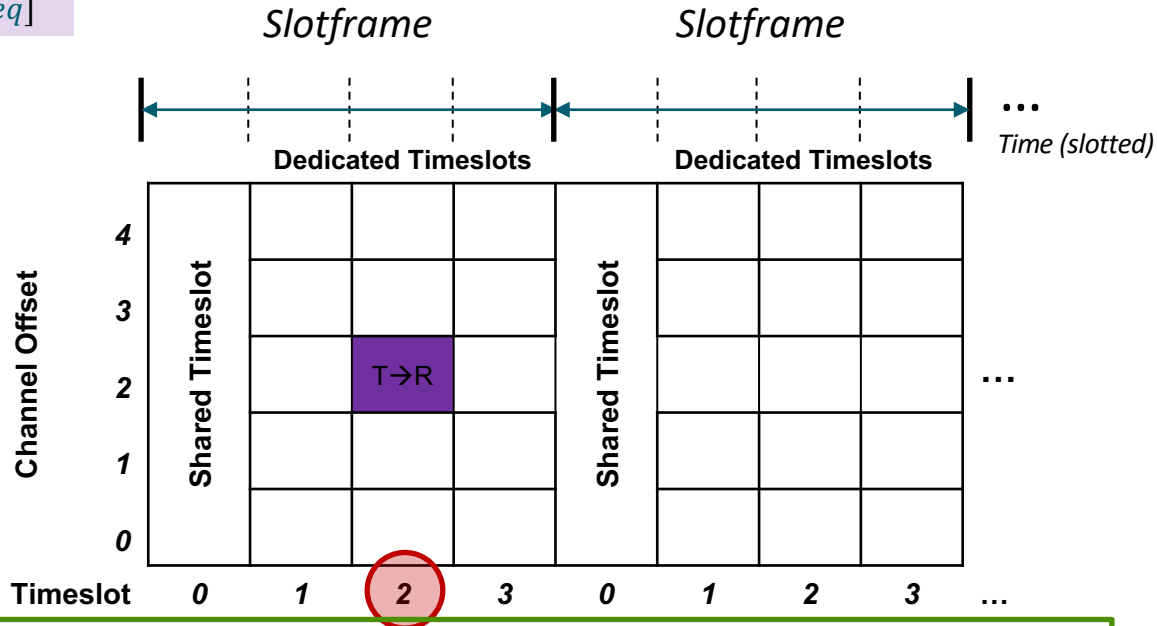 eq]
Slotframe Slotframe
...
Time (slotted)
Dedicated Timeslots Dedicated Timeslots
Channel Offset
4
3
2
1
0
Shared Timeslot
T→R
Shared Timeslot
...
Timeslot 0 1 2 3 0 1 2 3 ...